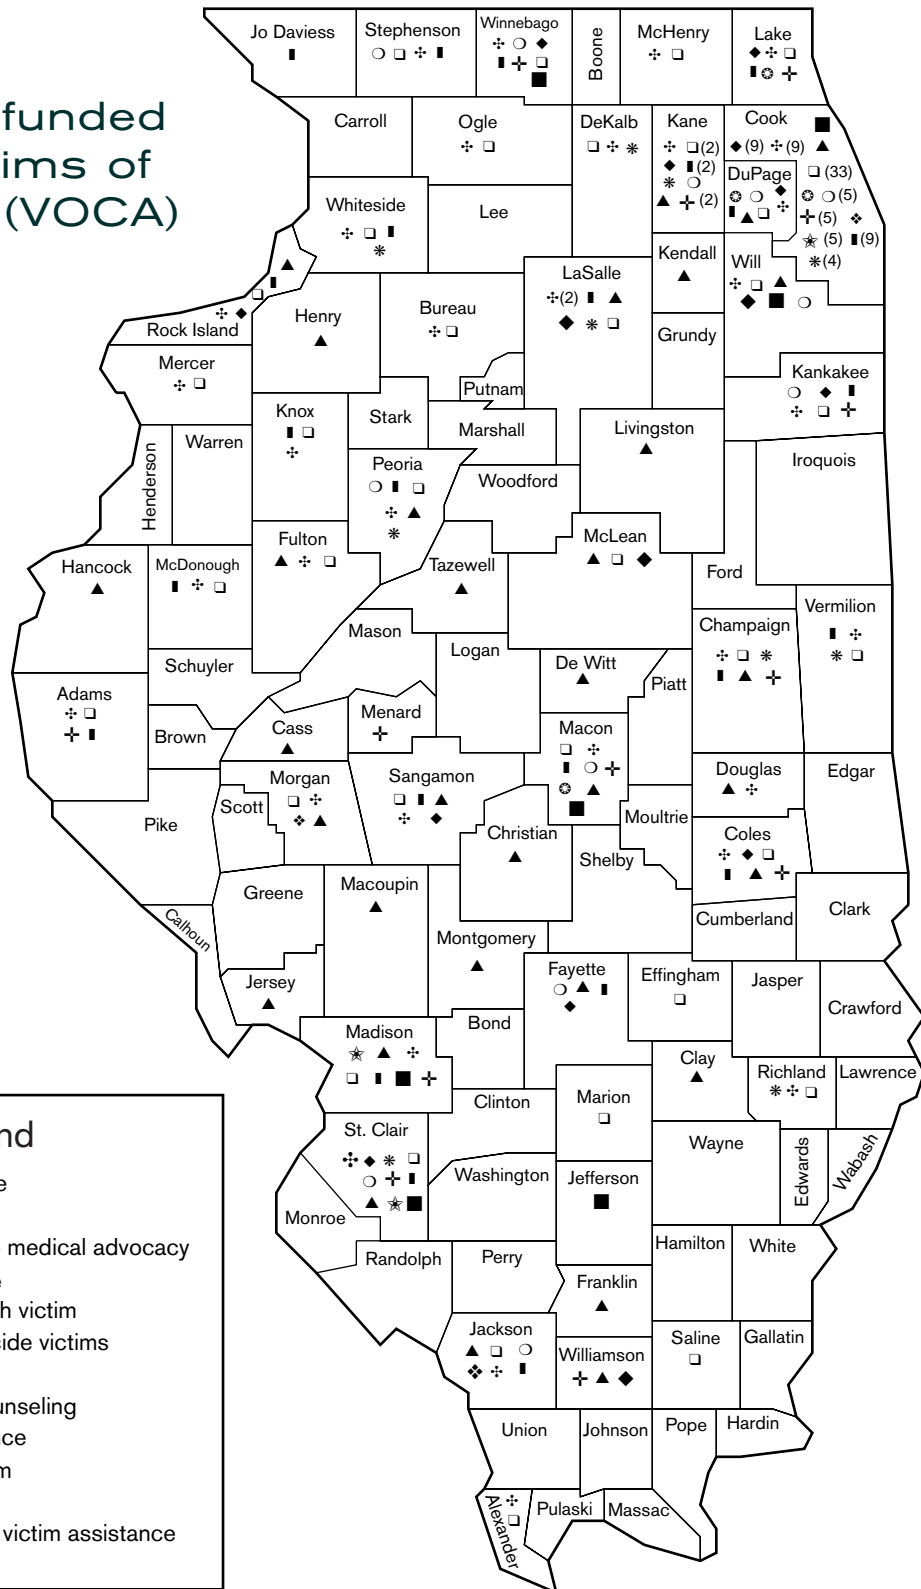 funded
ims of
(VOCA)
Jo Daviess
Stephenson
Winnebago
Boone
McHenry
Lake
Carroll
Ogle
DeKalb
Kane
Cook
(2)
(2)
(2)
(9)
(9)
(33)
(5)
(5)
(5)
(9)
(4)
DuPage
Whiteside
Lee
Kendall
Will
LaSalle
(2)
Rock Island
Henry
Bureau
Grundy
Mercer
Putnam
Kankakee
Knox
Stark
Marshall
Livingston
Henderson
Warren
Peoria
Woodford
Iroquois
Hancock
McDonough
Fulton
Tazewell
McLean
Ford
Vermilion
Mason
Champaign
Schuyler
Logan
De Witt
Piatt
Adams
Brown
Cass
Menard
Macon
Morgan
Sangamon
Douglas
Edgar
Pike
Scott
Christian
Moultrie
Coles
Shelby
Greene
Macoupin
Cumberland
Clark
Calhoun
Montgomery
Jersey
Fayette
Effingham
Jasper
Crawford
Madison
Bond
Clay
Richland
Lawrence
Clinton
Marion
St. Clair
Wayne
Edwards
Wabash
Washington
Jefferson
Monroe
Randolph
Perry
Hamilton
White
Franklin
Jackson
Williamson
Saline
Gallatin
Union
Johnson
Pope
Hardin
Alexander
Pulaski
Massac
nd
e
medical advocacy
e
h victim
cide victims
unseling
nce
m
victim assistance